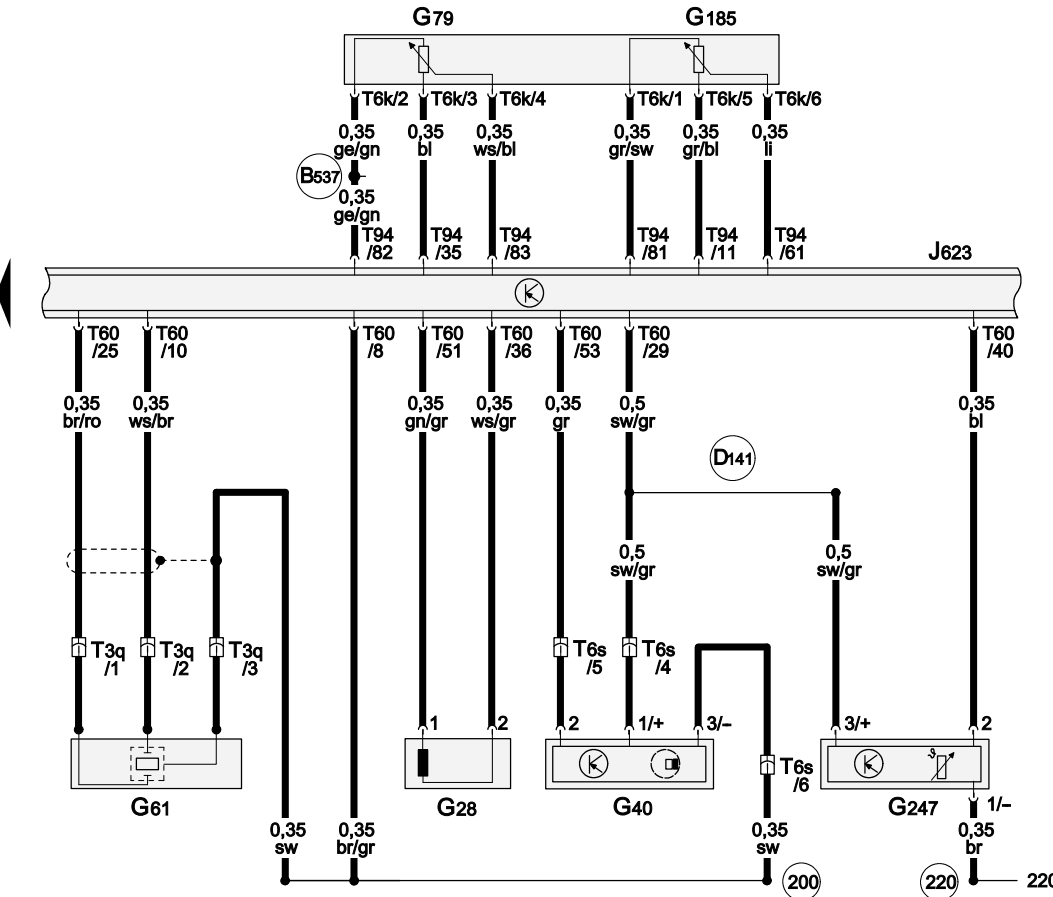 G79 G185
T6k/2 T6k/3 T6k/4 T6k/1 T6k/5 T6k/6
0,35 0,35 0,35 0,35 0,35 0,35
ge/gn bl ws/bl gr/sw gr/bl li
B537
0,35
ge/gn
T94 T94 T94 T94 T94 T94
/82 /35 /83 /81 /11 /61
J623
T60 T60 T60 T60 T60 T60 T60 T60
/25 /10 /8 /51 /36 /53 /29 /40
0,35 0,35 0,35 0,35 0,35 0,5 0,35
br/ro ws/br gn/gr ws/gr gr sw/gr bl
D141
0,5 0,5
sw/gr sw/gr
T3q T3q T3q T6s T6s
/1 /2 /3 /5 /4
1 2 2 1/+ 3/– 3/+ 2
T6s
/6
G61 G28 G40 G247
1/–
0,35 0,35 0,35 0,35
sw br/gr sw br
200 220 220